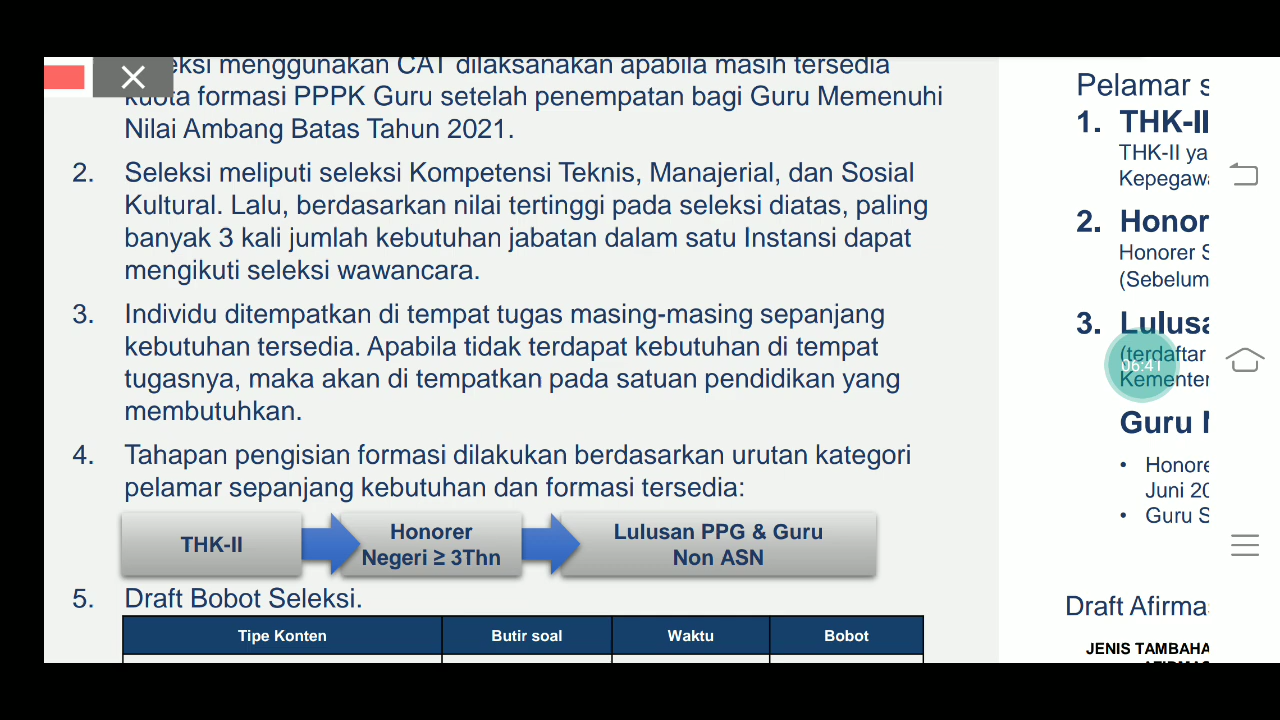 eksi menggunakan CAT dilaksanakan apabila masih tersedia
kuota formasi PPPK Guru setelah penempatan bagi Guru Memenuhi
Nilai Ambang Batas Tahun 2021.
2. Seleksi meliputi seleksi Kompetensi Teknis, Manajerial, dan Sosial
Kultural. Lalu, berdasarkan nilai tertinggi pada seleksi diatas, paling
banyak 3 kali jumlah kebutuhan jabatan dalam satu Instansi dapat
mengikuti seleksi wawancara.
3. Individu ditempatkan di tempat tugas masing-masing sepanjang
kebutuhan tersedia. Apabila tidak terdapat kebutuhan di tempat
tugasnya, maka akan di tempatkan pada satuan pendidikan yang
membutuhkan.
4. Tahapan pengisian formasi dilakukan berdasarkan urutan kategori
pelamar sepanjang kebutuhan dan formasi tersedia:
THK-II
Honorer
Negeri ≥ 3Thn
Lulusan PPG & Guru
Non ASN
5. Draft Bobot Seleksi.
Tipe Konten Butir soal Waktu Bobot
Pelamar s
1. THK-II
THK-II ya
Kepegawa
2. Honor
Honorer S
(Sebelum
3. Lulusa
(terdaftar
06:41
Kementer
Guru N
• Honore
Juni 20
• Guru S
Draft Afirma
JENIS TAMBAHA